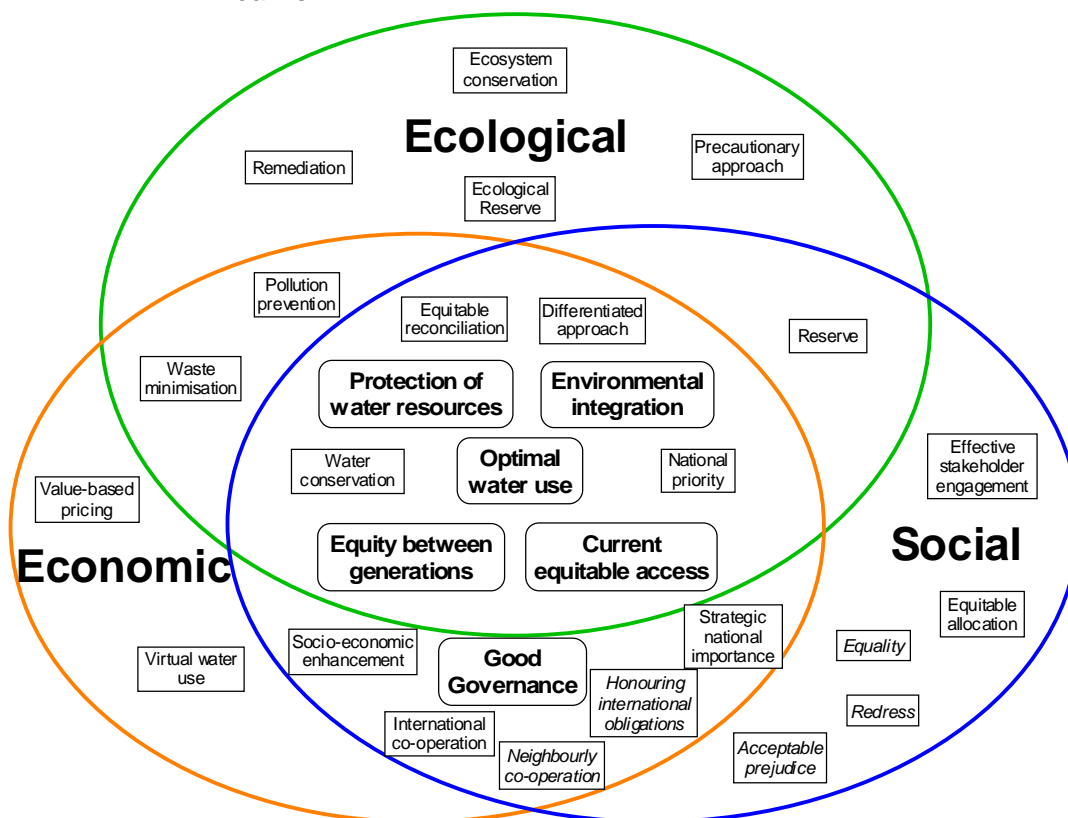 Ecosystem
conservation
Ecological
Precautionary
approach
Remediation
Ecological
Reserve
Pollution
prevention
Equitable
reconciliation
Differentiated
approach
Reserve
Waste
minimisation
Protection of
water resources
Environmental
integration
Water
conservation
Optimal
water use
National
priority
Effective
stakeholder
engagement
Value-based
pricing
Economic
Equity between
generations
Current
equitable access
Social
Equitable
allocation
Strategic
national
importance
Equality
Socio-economic
enhancement
Virtual water
use
Good
Governance
Honouring
international
obligations
Redress
International
co-operation
Neighbourly
co-operation
Acceptable
prejudice